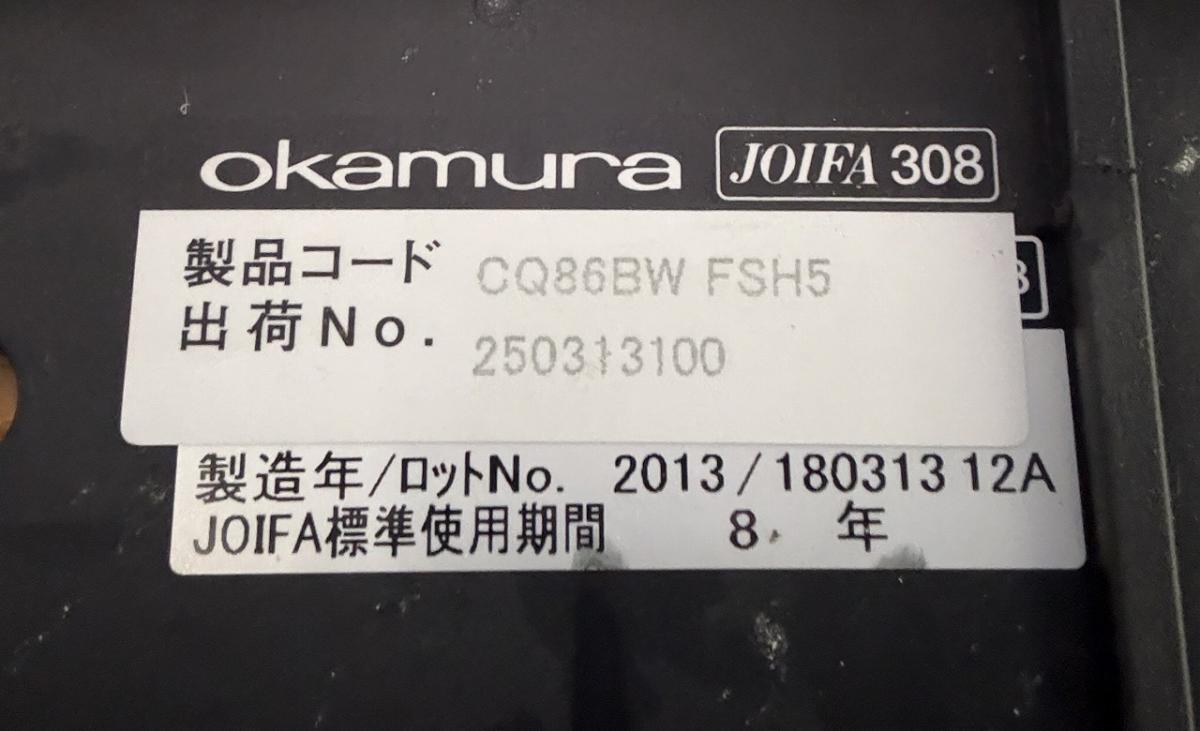 okamura JOIFA 308
製品コード CQ86BW FSH5
出荷No. 250313100
製造年/ロットNo. 2013/180313 12A
JOIFA標準使用期間 8 年